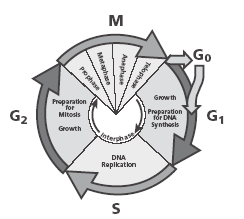 M
G0
Prophase
Metaphase
Anaphase
Telophase
G2
Preparation
for
Mitosis
Growth
Growth
Preparation
for DNA
Synthesis
G1
Interphase
DNA
Replication
S